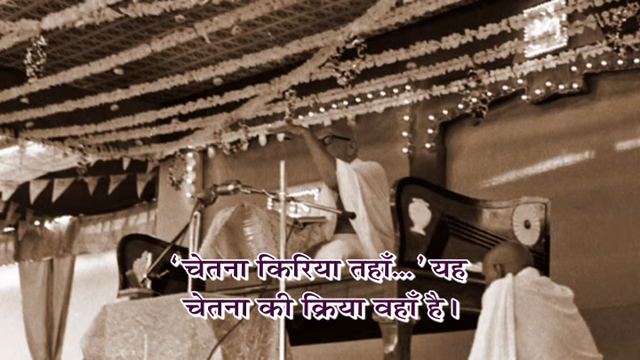 ‘चेतना किरिया तहाँ...’ यह
चेतना की क्रिया वहाँ है।